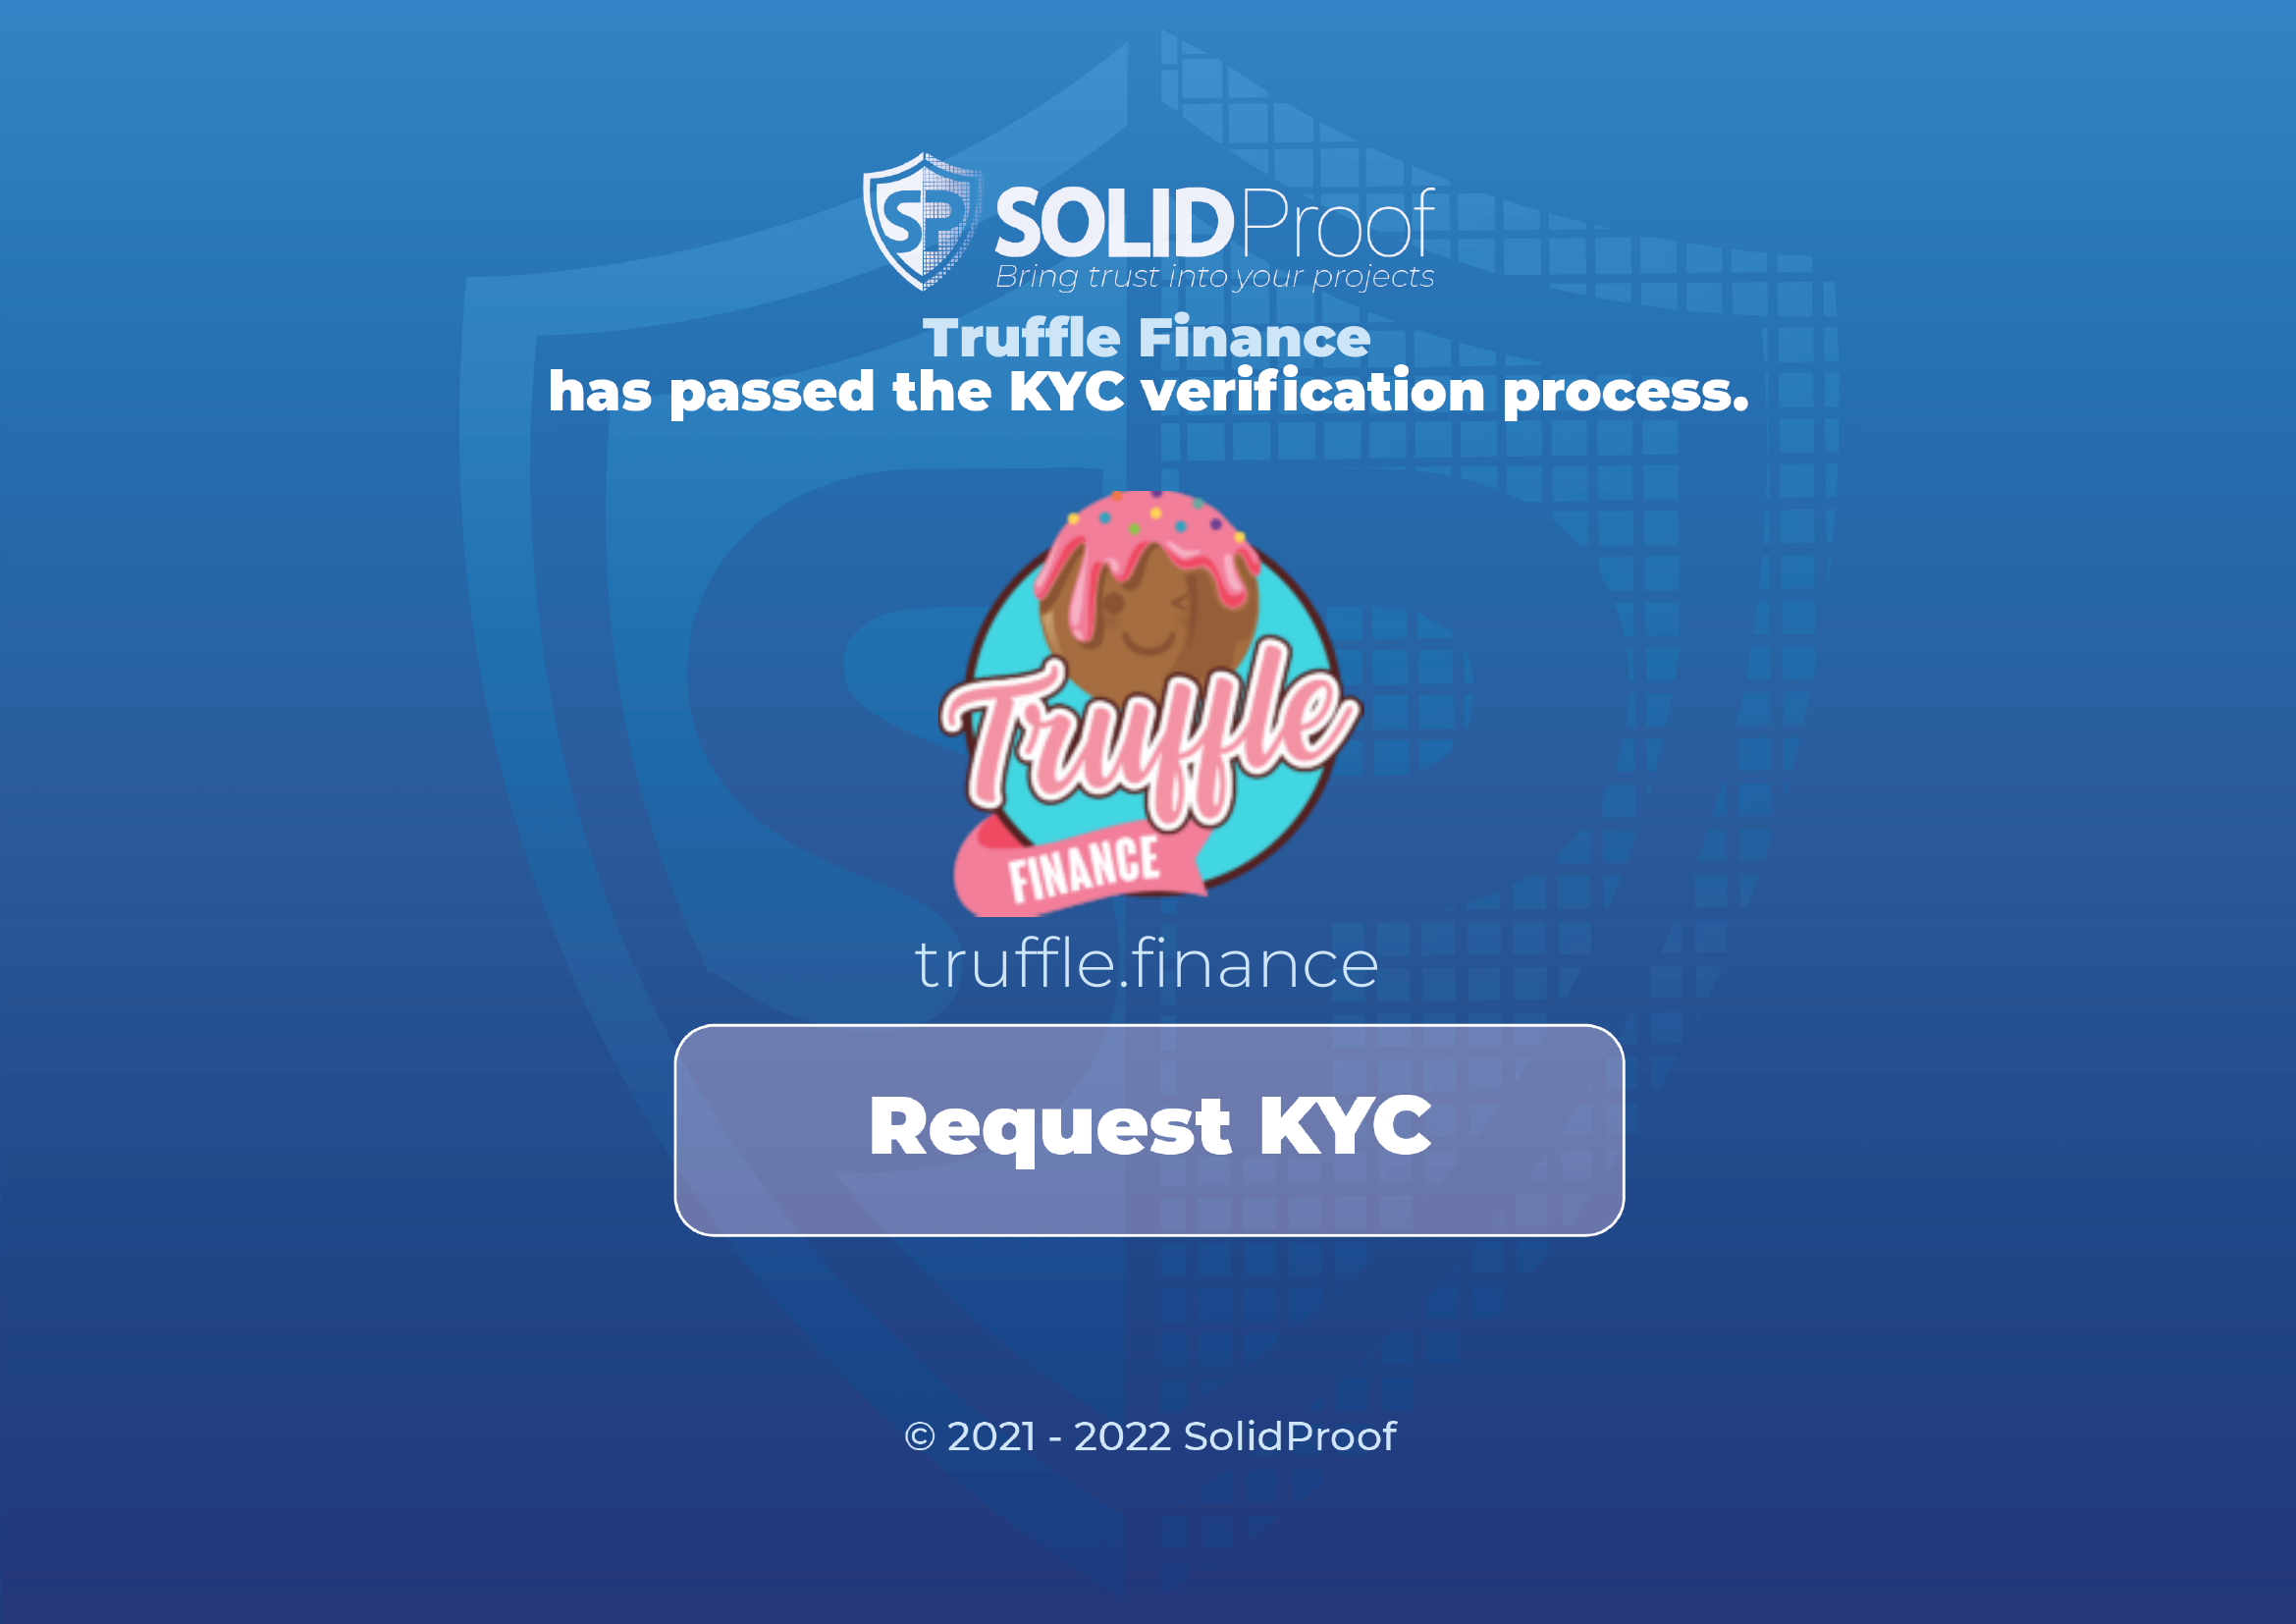 SP SOLIDProof
Bring trust into your projects
Truffle Finance
has passed the KYC verification process.
Truffle
FINANCE
truffle.finance
Request KYC
© 2021 - 2022 SolidProof